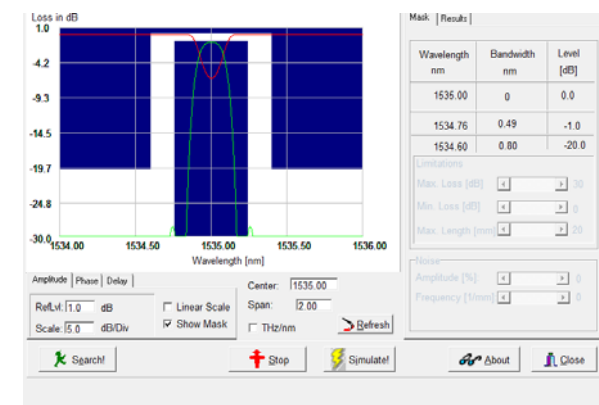 Loss in dB
1.0
-4.2
-9.3
-14.5
-19.7
-24.8
-30.0
1534.00 1534.50 1535.00 1535.50 1536.00
Wavelength [nm]
Amplitude Phase Delay
RefLvl: 1.0 dB
Scale: 5.0 dB/Div
Linear Scale
Show Mask
Center: 1535.00
Span: 2.00
THz/nm
Refresh
Mask Results
Wavelength nm Bandwidth nm Level [dB]
1535.00 0 0.0
1534.76 0.49 -1.0
1534.60 0.80 -20.0
Limitations
Max. Loss [dB] 30
Min. Loss [dB] 0
Max. Length [mm] 20
Noise
Amplitude [%]: 0
Frequency [1/mm] 0
Search! Stop Simulate! About Close